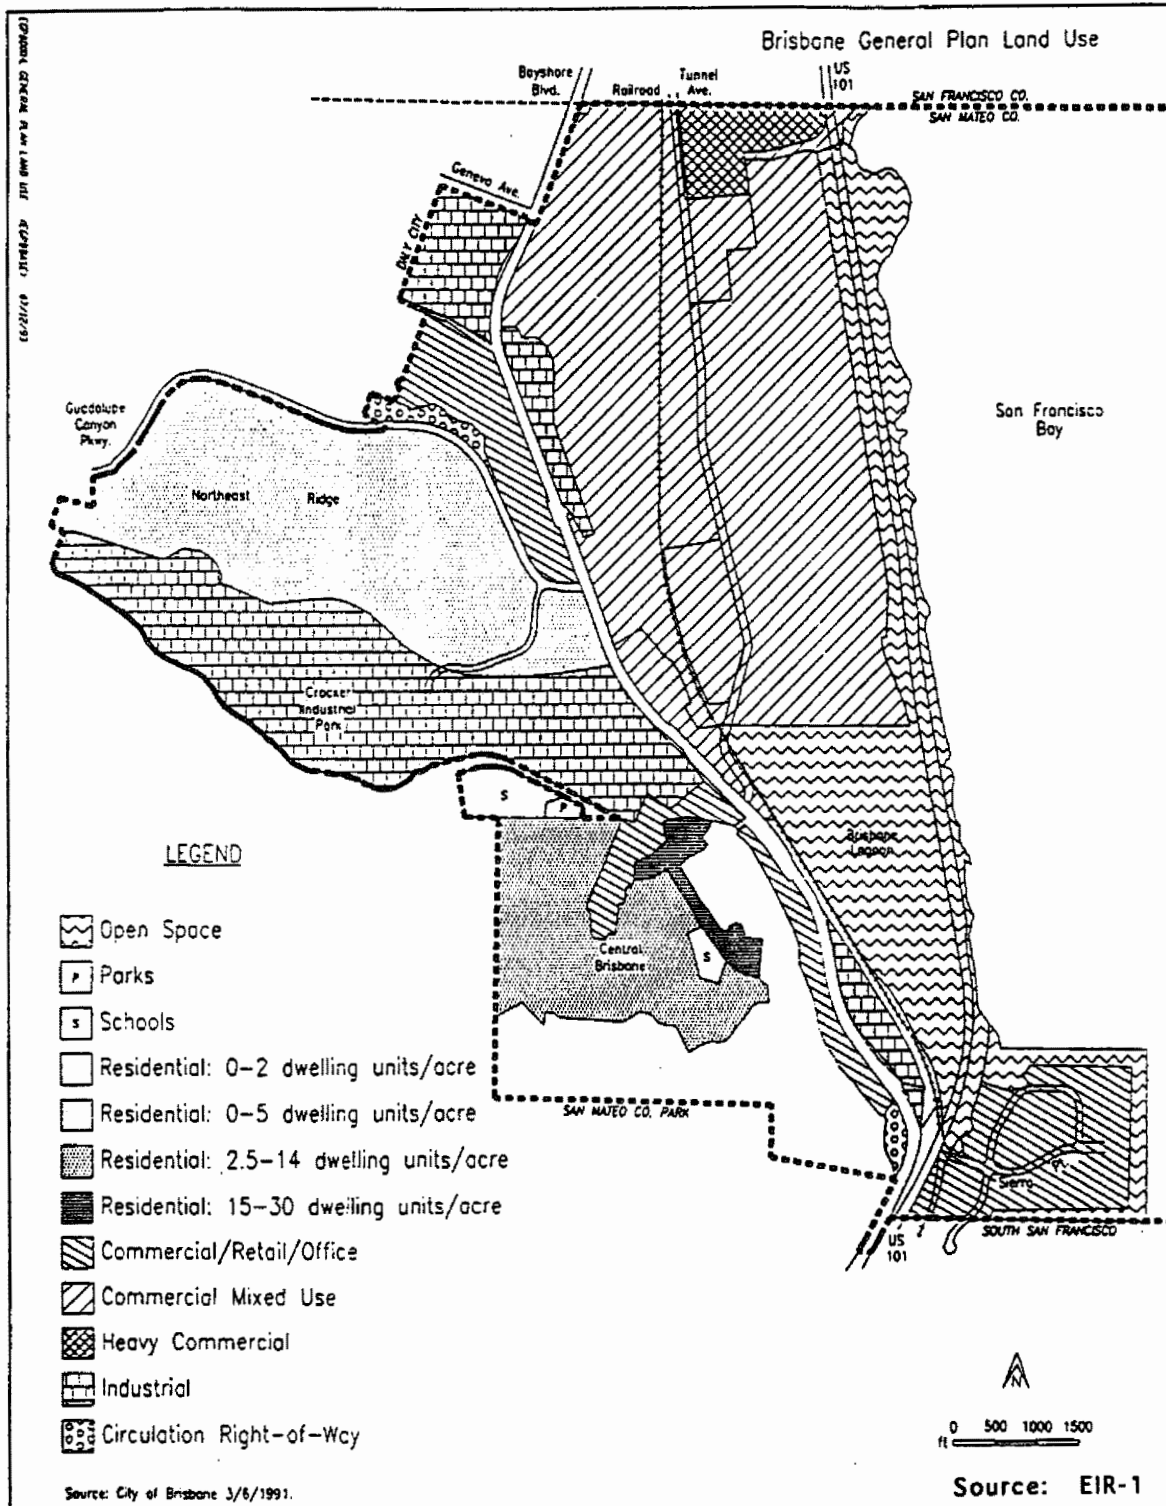 Brisbane General Plan Land Use
Bayshore
Blvd.
Railroad
Tunnel
Ave.
US
101
SAN FRANCISCO CO.
SAN MATEO CO.
Geneva Ave.
DALY CITY
Guadalupe
Canyon
Pkwy.
Northeast Ridge
San Francisco
Bay
Crocker
Industrial
Park
S
P
Brisbane
Lagoon
Central
Brisbane
S
SAN MATEO CO. PARK
Sierra
Pt.
US
101
SOUTH SAN FRANCISCO
LEGEND
Open Space
P Parks
S Schools
Residential: 0-2 dwelling units/acre
Residential: 0-5 dwelling units/acre
Residential: 2.5-14 dwelling units/acre
Residential: 15-30 dwelling units/acre
Commercial/Retail/Office
Commercial Mixed Use
Heavy Commercial
Industrial
Circulation Right-of-Way
N
0 500 1000 1500
ft
Source: City of Brisbane 3/6/1991.
Source: EIR-1
GENERAL PLAN LAND USE